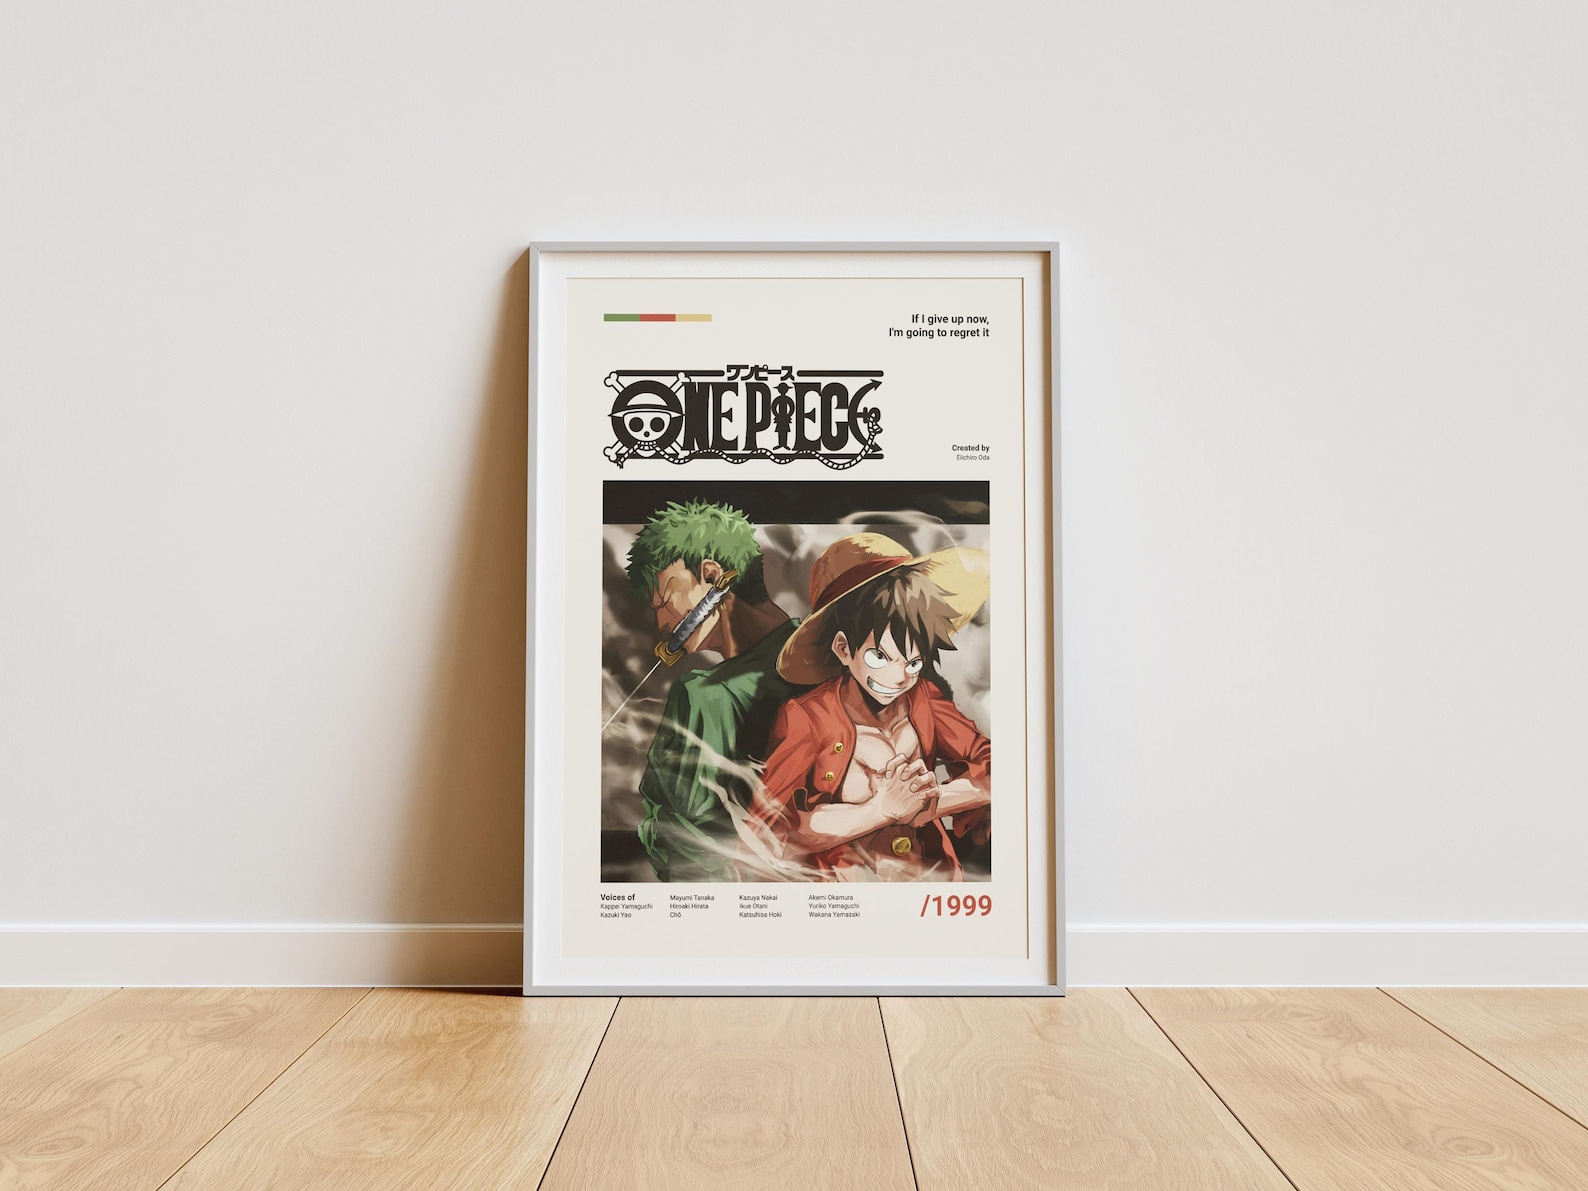 If I give up now,
I'm going to regret it
ワンピース
ONE PIECE
Created by
Eiichiro Oda
Voices of
Kappei Yamaguchi
Kazuki Yao
Mayumi Tanaka
Hiroaki Hirata
Chō
Kazuya Nakai
Ikue Otani
Katsuhisa Hoki
Akemi Okamura
Yuriko Yamaguchi
Wakana Yamazaki
/1999